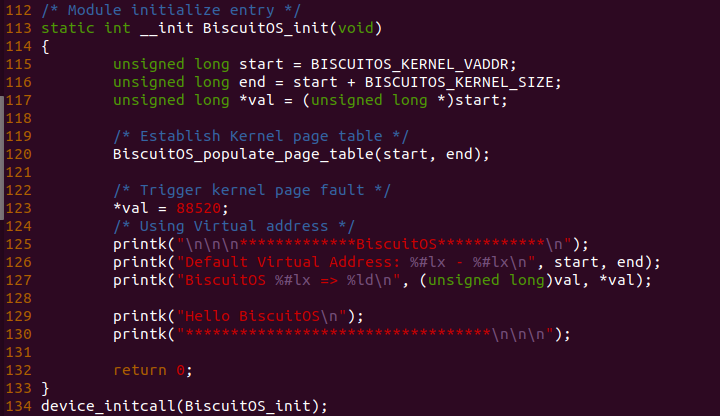 112 /* Module initialize entry */
113 static int __init BiscuitOS_init(void)
114 {
115         unsigned long start = BISCUITOS_KERNEL_VADDR;
116         unsigned long end = start + BISCUITOS_KERNEL_SIZE;
117         unsigned long *val = (unsigned long *)start;
118
119         /* Establish Kernel page table */
120         BiscuitOS_populate_page_table(start, end);
121
122         /* Trigger kernel page fault */
123         *val = 88520;
124         /* Using Virtual address */
125         printk("\n\n\n*************BiscuitOS************\n");
126         printk("Default Virtual Address: %#lx - %#lx\n", start, end);
127         printk("BiscuitOS %#lx => %ld\n", (unsigned long)val, *val);
128
129         printk("Hello BiscuitOS\n");
130         printk("**********************************\n\n\n");
131
132         return 0;
133 }
134 device_initcall(BiscuitOS_init);